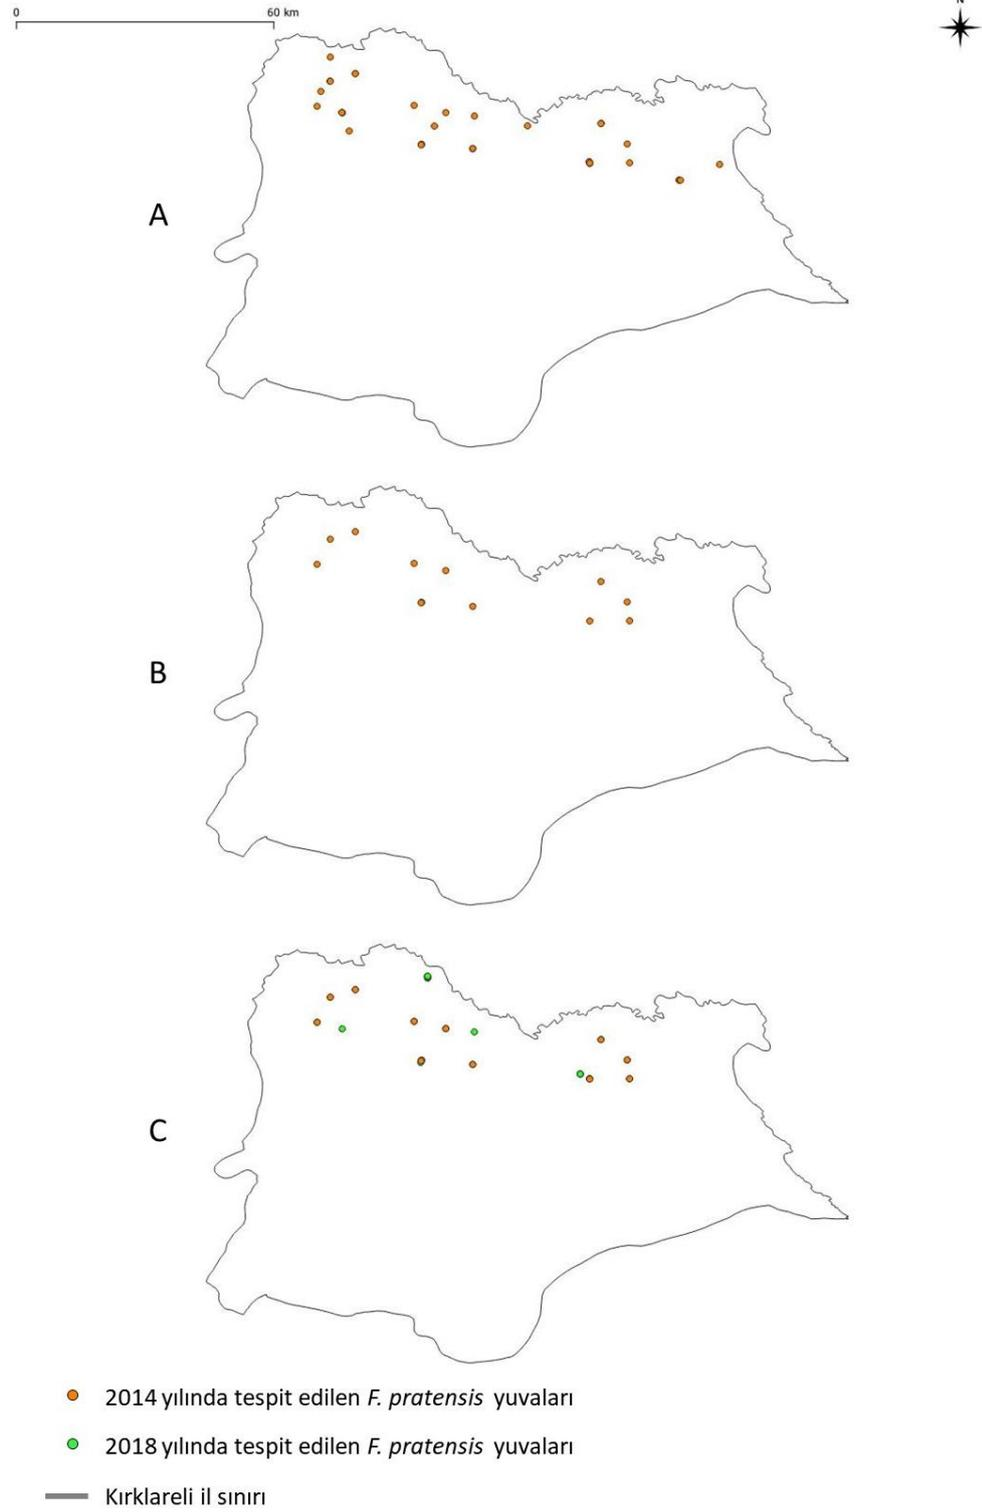 0 60 km
N
A
B
C
2014 yılında tespit edilen F. pratensis yuvaları
2018 yılında tespit edilen F. pratensis yuvaları
Kırklareli il sınırı